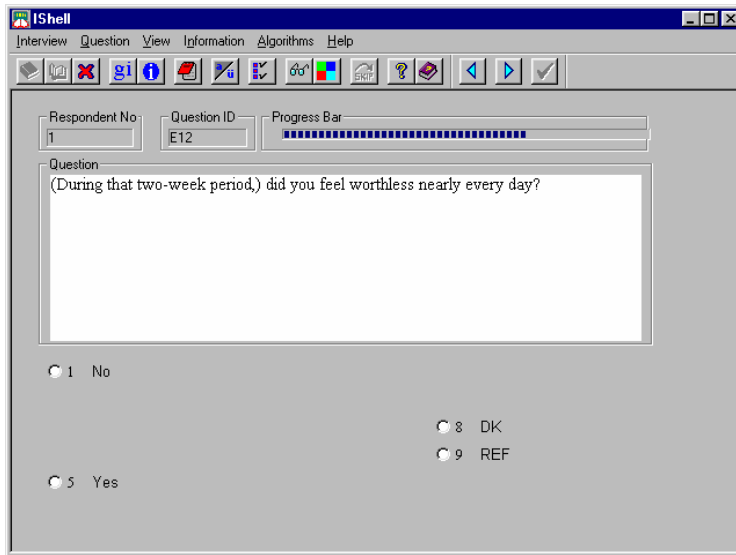 IShell
Interview Question View Information Algorithms Help
gi i a/ü SKIP ?
Respondent No Question ID Progress Bar
1 E12
Question
(During that two-week period,) did you feel worthless nearly every day?
1 No
8 DK
9 REF
5 Yes